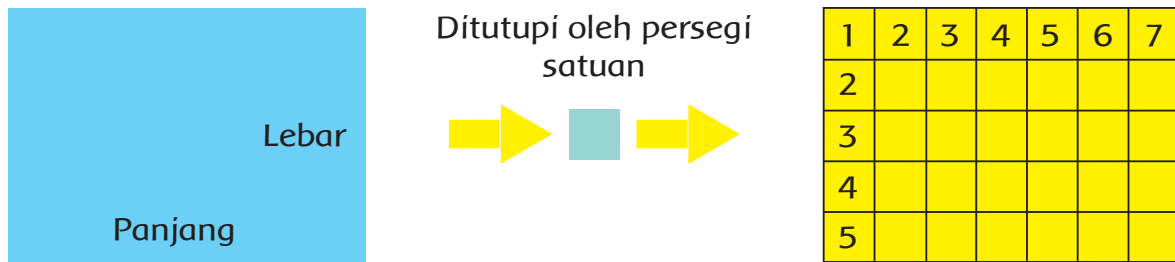 Lebar
Panjang
Ditutupi oleh persegi
satuan
1 2 3 4 5 6 7
2
3
4
5